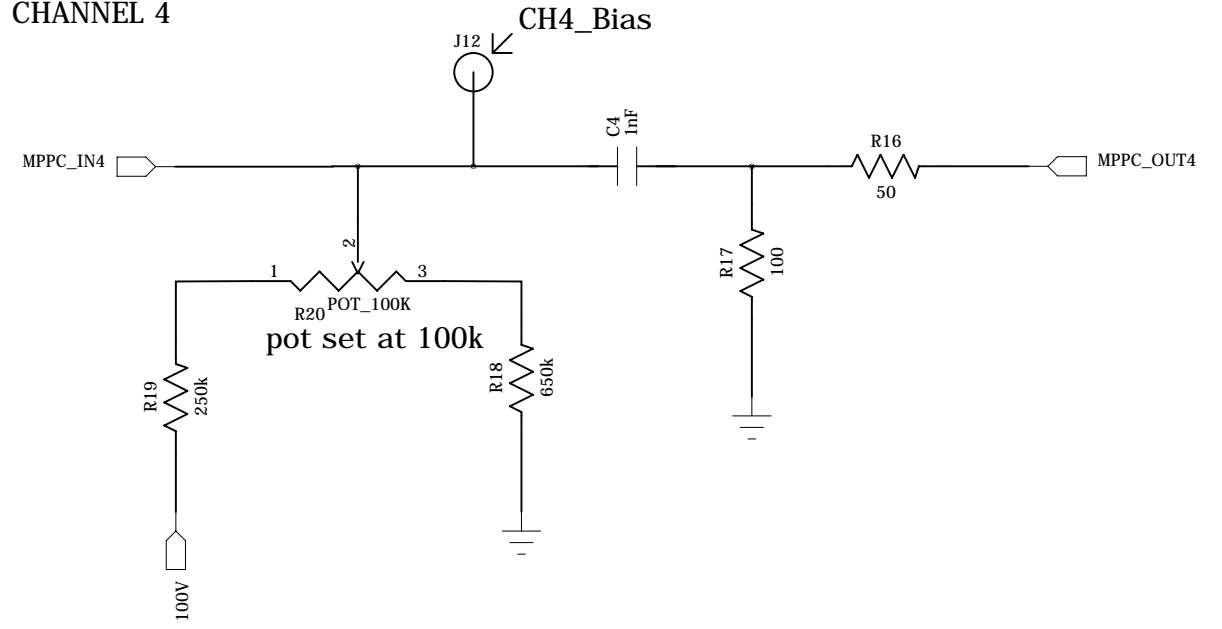 CHANNEL 4
CH4_Bias
J12
C4
1nF
R16
50
MPPC_IN4
MPPC_OUT4
R17
100
2
1
3
R20
POT_100K
pot set at 100k
R19
250k
R18
650k
100V